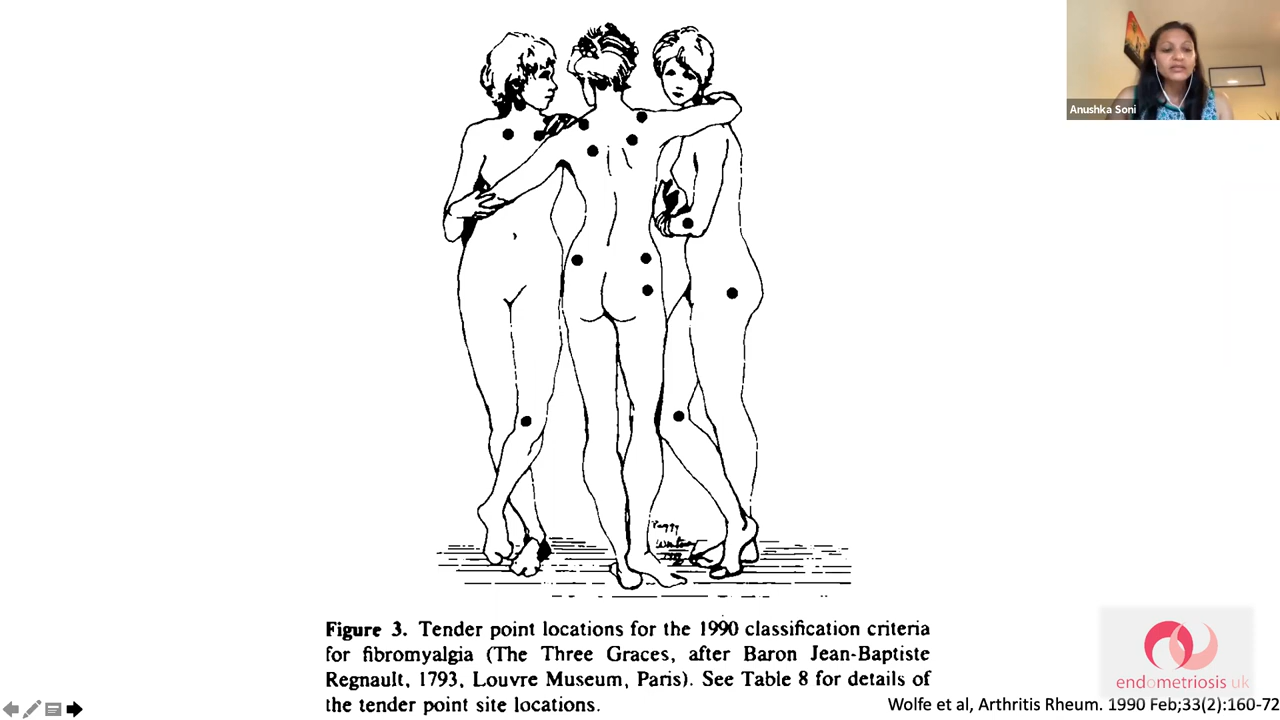 Anushka Soni
Peggy
Figure 3. Tender point locations for the 1990 classification criteria
for fibromyalgia (The Three Graces, after Baron Jean-Baptiste
Regnault, 1793, Louvre Museum, Paris). See Table 8 for details of
the tender point site locations.
endometriosis uk
Wolfe et al, Arthritis Rheum. 1990 Feb;33(2):160-72